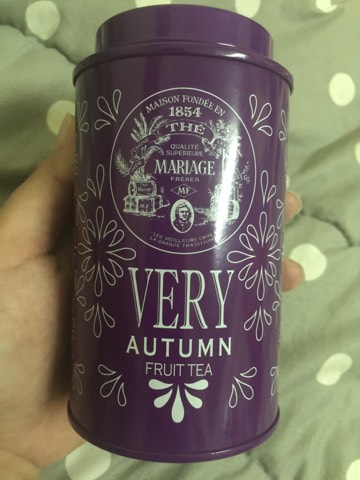 MAISON FONDÉE EN
1854
THÉ
QUALITÉ
SUPÉRIEURE
MARIAGE
FRÈRES
MF
LA GRANDE TRADITION
VERY
AUTUMN
FRUIT TEA